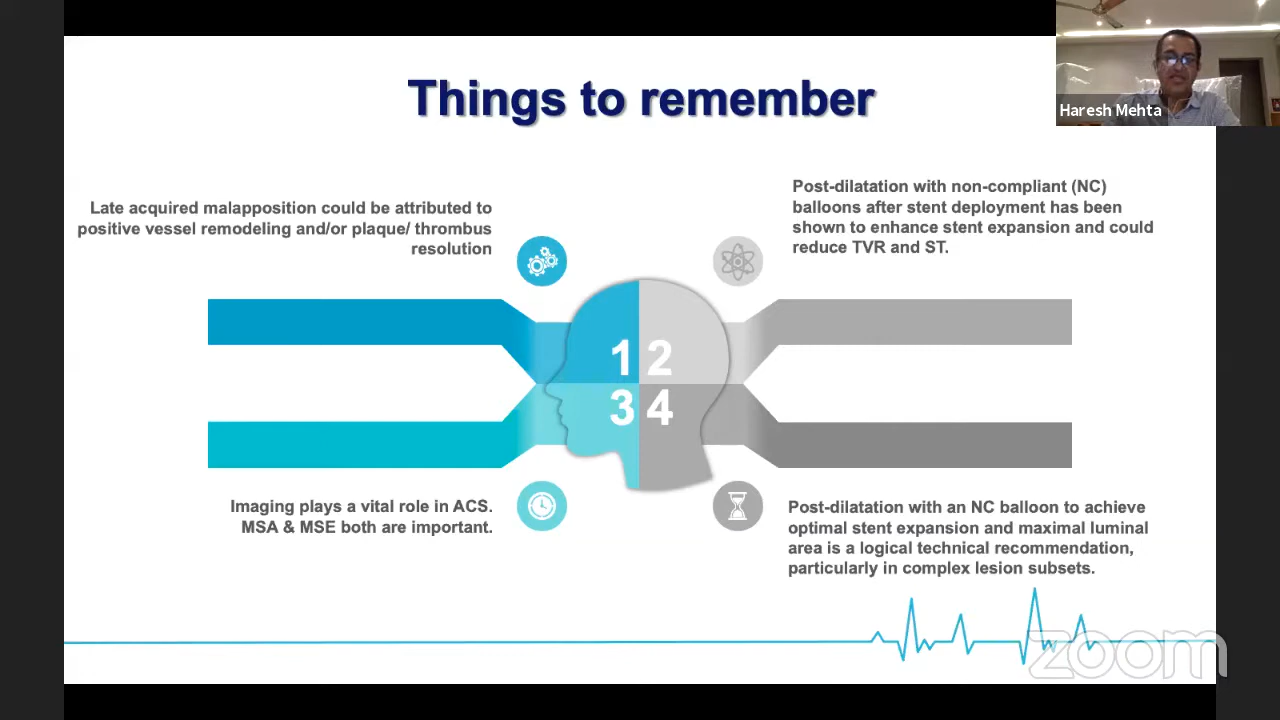 Things to remember
Haresh Mehta
Late acquired malapposition could be attributed to
positive vessel remodeling and/or plaque/ thrombus
resolution
Post-dilatation with non-compliant (NC)
balloons after stent deployment has been
shown to enhance stent expansion and could
reduce TVR and ST.
1 2
3 4
Imaging plays a vital role in ACS.
MSA & MSE both are important.
Post-dilatation with an NC balloon to achieve
optimal stent expansion and maximal luminal
area is a logical technical recommendation,
particularly in complex lesion subsets.
zoom